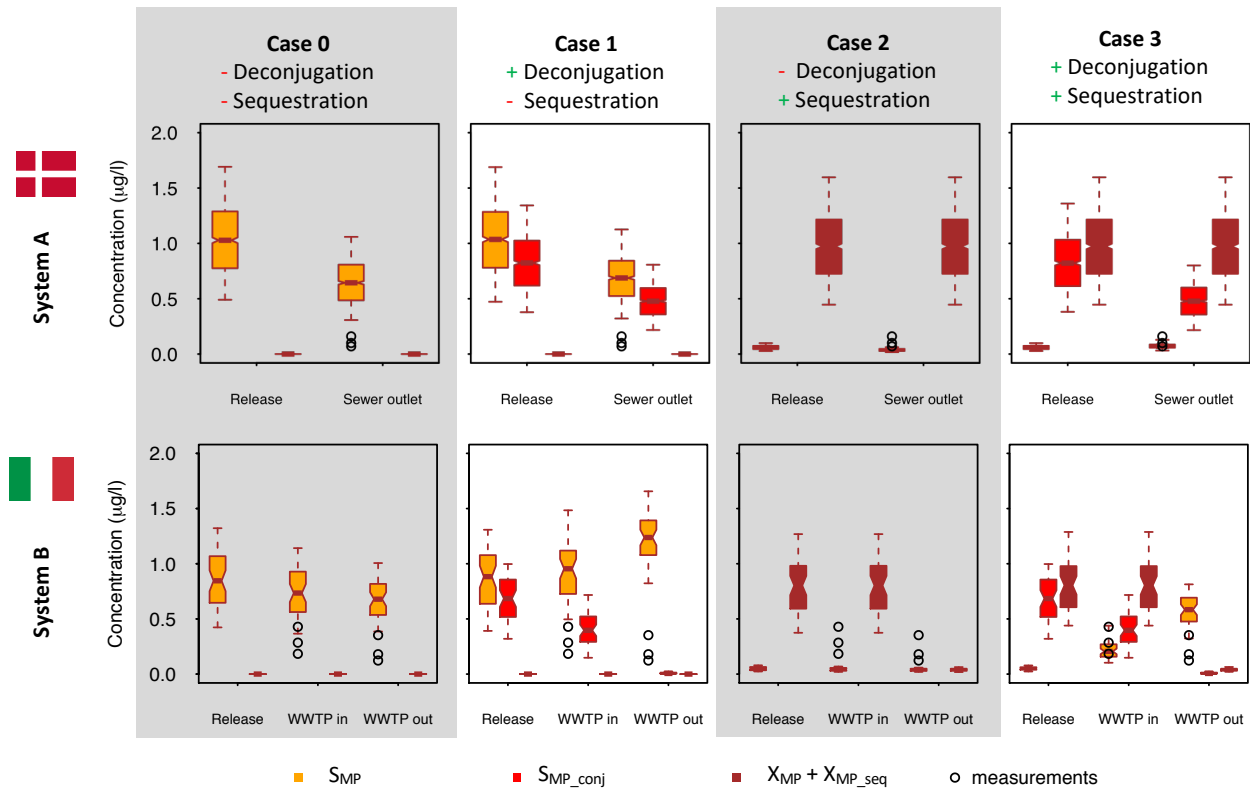 Case 0
- Deconjugation
- Sequestration
Case 1
+ Deconjugation
- Sequestration
Case 2
- Deconjugation
+ Sequestration
Case 3
+ Deconjugation
+ Sequestration
System A
Concentration (µg/l)
2.0
1.5
1.0
0.5
0.0
Release Sewer outlet
Release Sewer outlet
Release Sewer outlet
Release Sewer outlet
System B
Concentration (µg/l)
2.0
1.5
1.0
0.5
0.0
Release WWTP in WWTP out
Release WWTP in WWTP out
Release WWTP in WWTP out
Release WWTP in WWTP out
SMP SMP_conj XMP + XMP_seq measurements